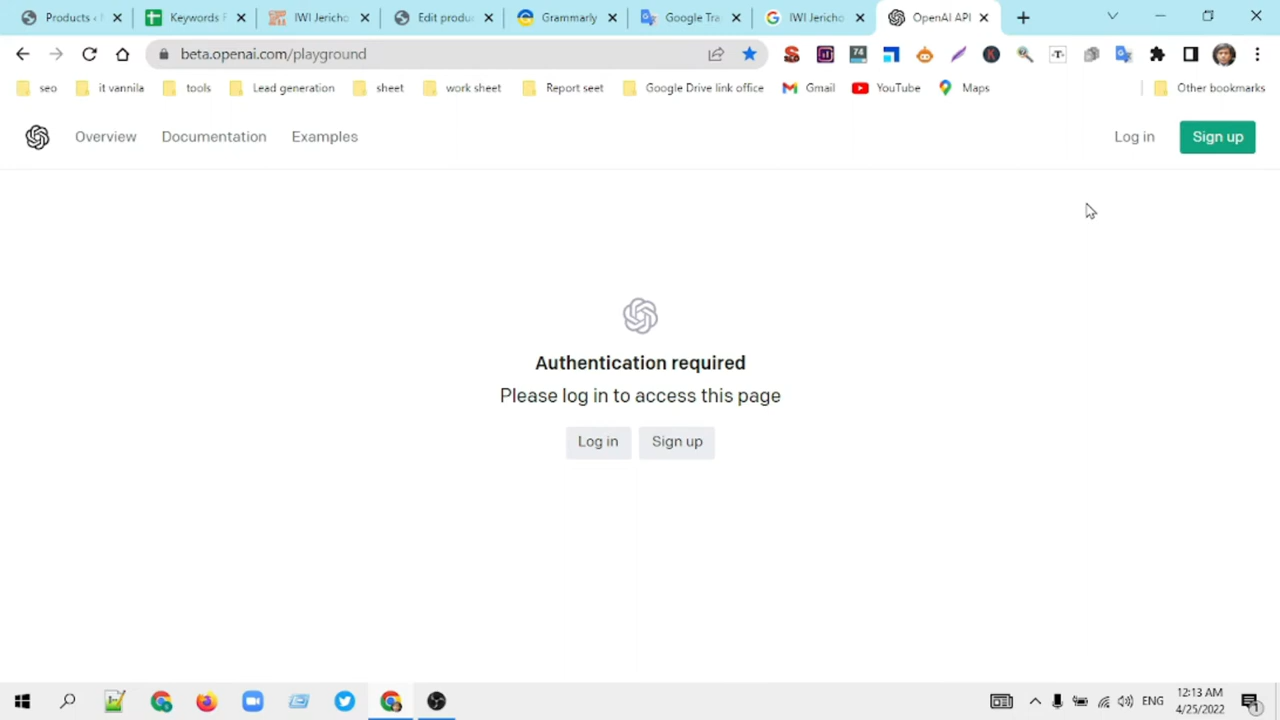 Products ‹ N
Keywords F
IWI Jericho
Edit produc
Grammarly
Google Tra
IWI Jericho
OpenAI API
beta.openai.com/playground
74
K
T
seo
it vannila
tools
Lead generation
sheet
work sheet
Report seet
Google Drive link office
Gmail
YouTube
Maps
Other bookmarks
Overview
Documentation
Examples
Log in
Sign up
Authentication required
Please log in to access this page
Log in
Sign up
ENG
12:13 AM
4/25/2022
1